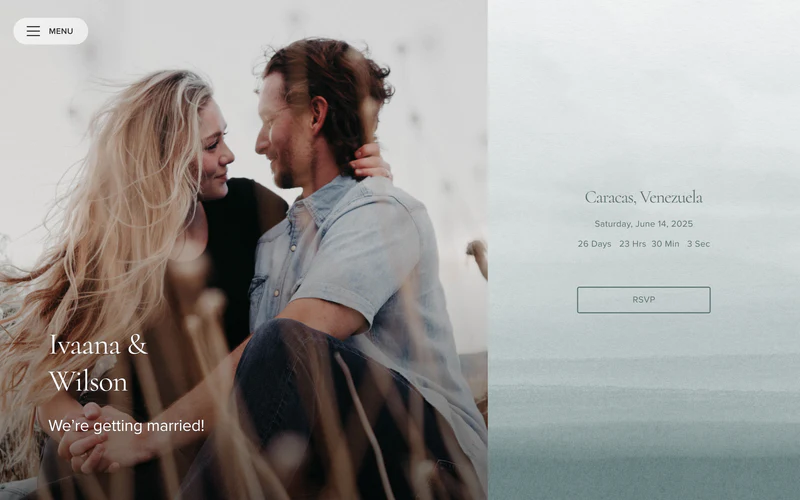 MENU
Ivaana &
Wilson
We're getting married!
Caracas, Venezuela
Saturday, June 14, 2025
26 Days 23 Hrs 30 Min 3 Sec
RSVP